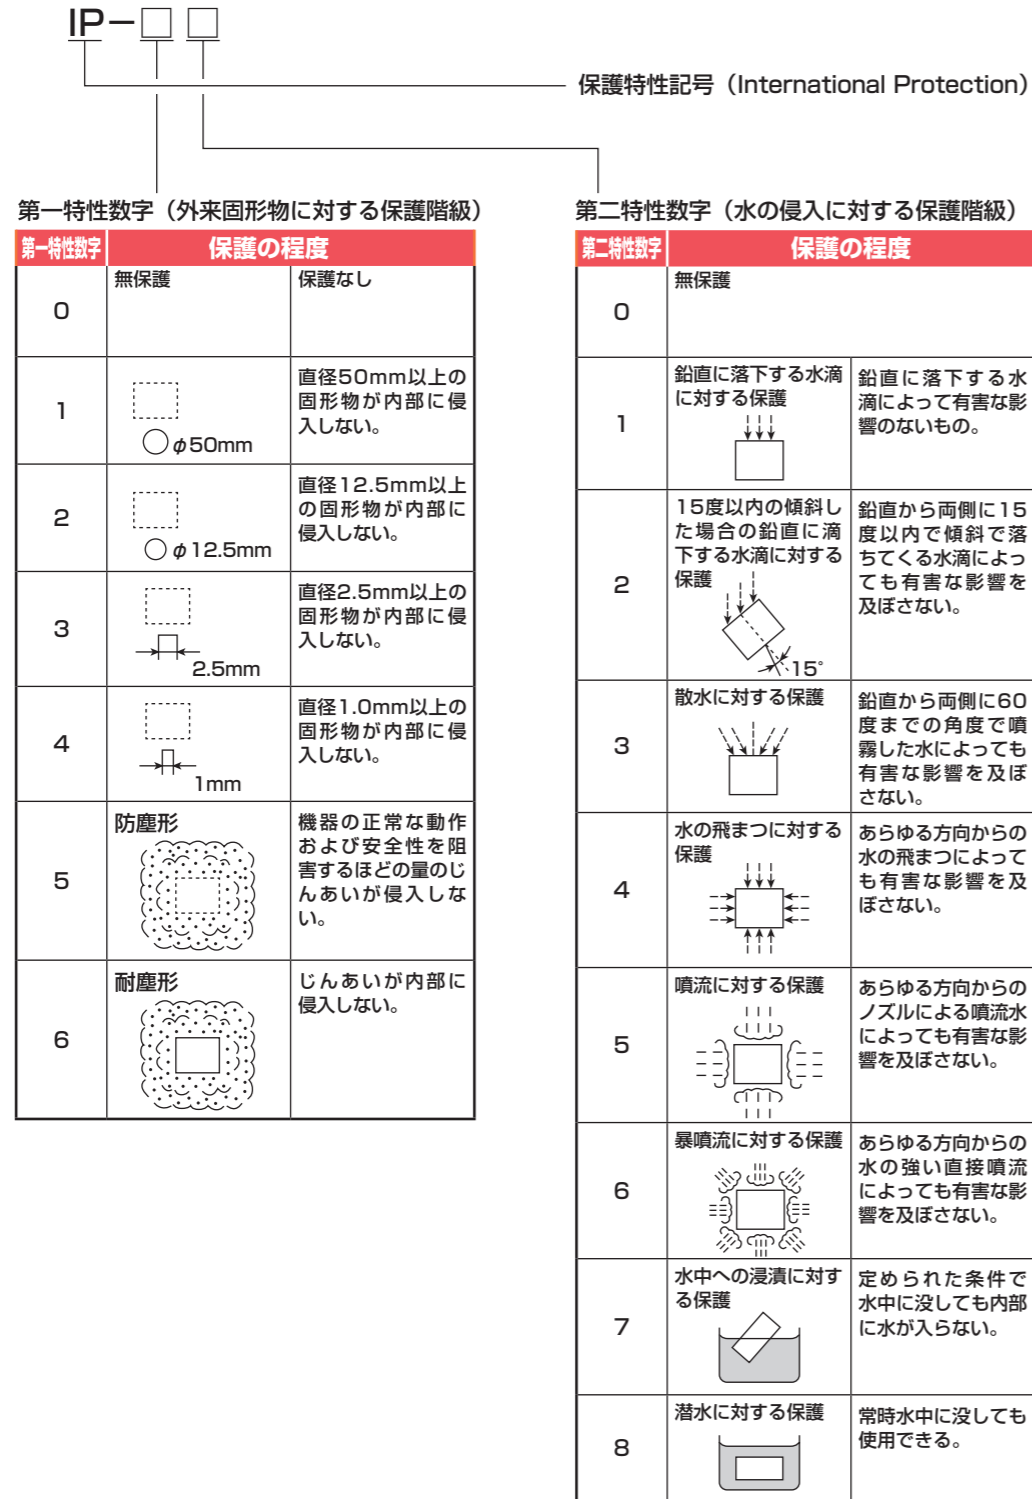 IP－□ □
保護特性記号（International Protection）
第一特性数字（外来固形物に対する保護階級）
第一特性数字 保護の程度
0 無保護 保護なし
1
φ50mm
直径50mm以上の
固形物が内部に侵
入しない。
2
φ12.5mm
直径12.5mm以上
の固形物が内部に
侵入しない。
3
2.5mm
直径2.5mm以上の
固形物が内部に侵
入しない。
4
1mm
直径1.0mm以上の
固形物が内部に侵
入しない。
5
防塵形
機器の正常な動作
および安全性を阻
害するほどの量のじ
んあいが侵入しな
い。
6
耐塵形
じんあいが内部に
侵入しない。
第二特性数字（水の侵入に対する保護階級）
第二特性数字 保護の程度
0 無保護
1
鉛直に落下する水滴
に対する保護
鉛直に落下する水
滴によって有害な影
響のないもの。
2
15度以内の傾斜し
た場合の鉛直に滴
下する水滴に対する
保護
15°
鉛直から両側に15
度以内で傾斜で落
ちてくる水滴によっ
ても有害な影響を
及ぼさない。
3
散水に対する保護
鉛直から両側に60
度までの角度で噴
霧した水によっても
有害な影響を及ぼ
さない。
4
水の飛まつに対する
保護
あらゆる方向からの
水の飛まつによって
も有害な影響を及
ぼさない。
5
噴流に対する保護
あらゆる方向からの
ノズルによる噴流水
によっても有害な影
響を及ぼさない。
6
暴噴流に対する保護
あらゆる方向からの
水の強い直接噴流
によっても有害な影
響を及ぼさない。
7
水中への浸漬に対す
る保護
定められた条件で
水中に没しても内部
に水が入らない。
8
潜水に対する保護
常時水中に没しても
使用できる。